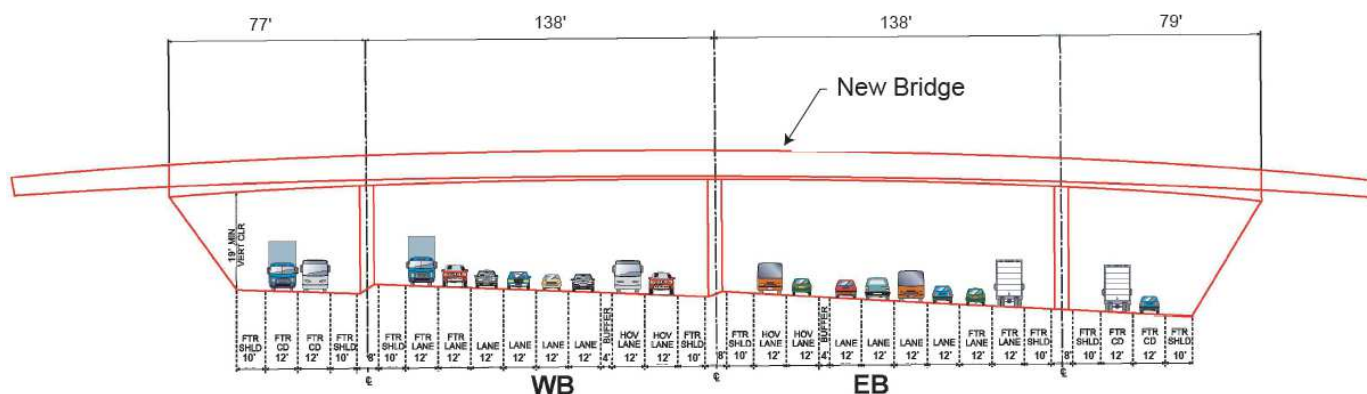 77'
138'
138'
79'
New Bridge
19' MIN
VERT CLR
FTR
SHLD
10'
FTR
CD
12'
FTR
CD
12'
FTR
SHLD
10'
8'
FTR
SHLD
10'
FTR
LANE
12'
FTR
LANE
12'
LANE
12'
LANE
12'
LANE
12'
LANE
12'
BUFFER
4'
HOV
LANE
12'
HOV
LANE
12'
FTR
SHLD
10'
8'
FTR
SHLD
10'
HOV
LANE
12'
HOV
LANE
12'
BUFFER
4'
LANE
12'
LANE
12'
LANE
12'
LANE
12'
FTR
LANE
12'
FTR
LANE
12'
FTR
SHLD
10'
8'
FTR
SHLD
10'
FTR
CD
12'
FTR
CD
12'
FTR
SHLD
10'
℄
℄
℄
WB
EB